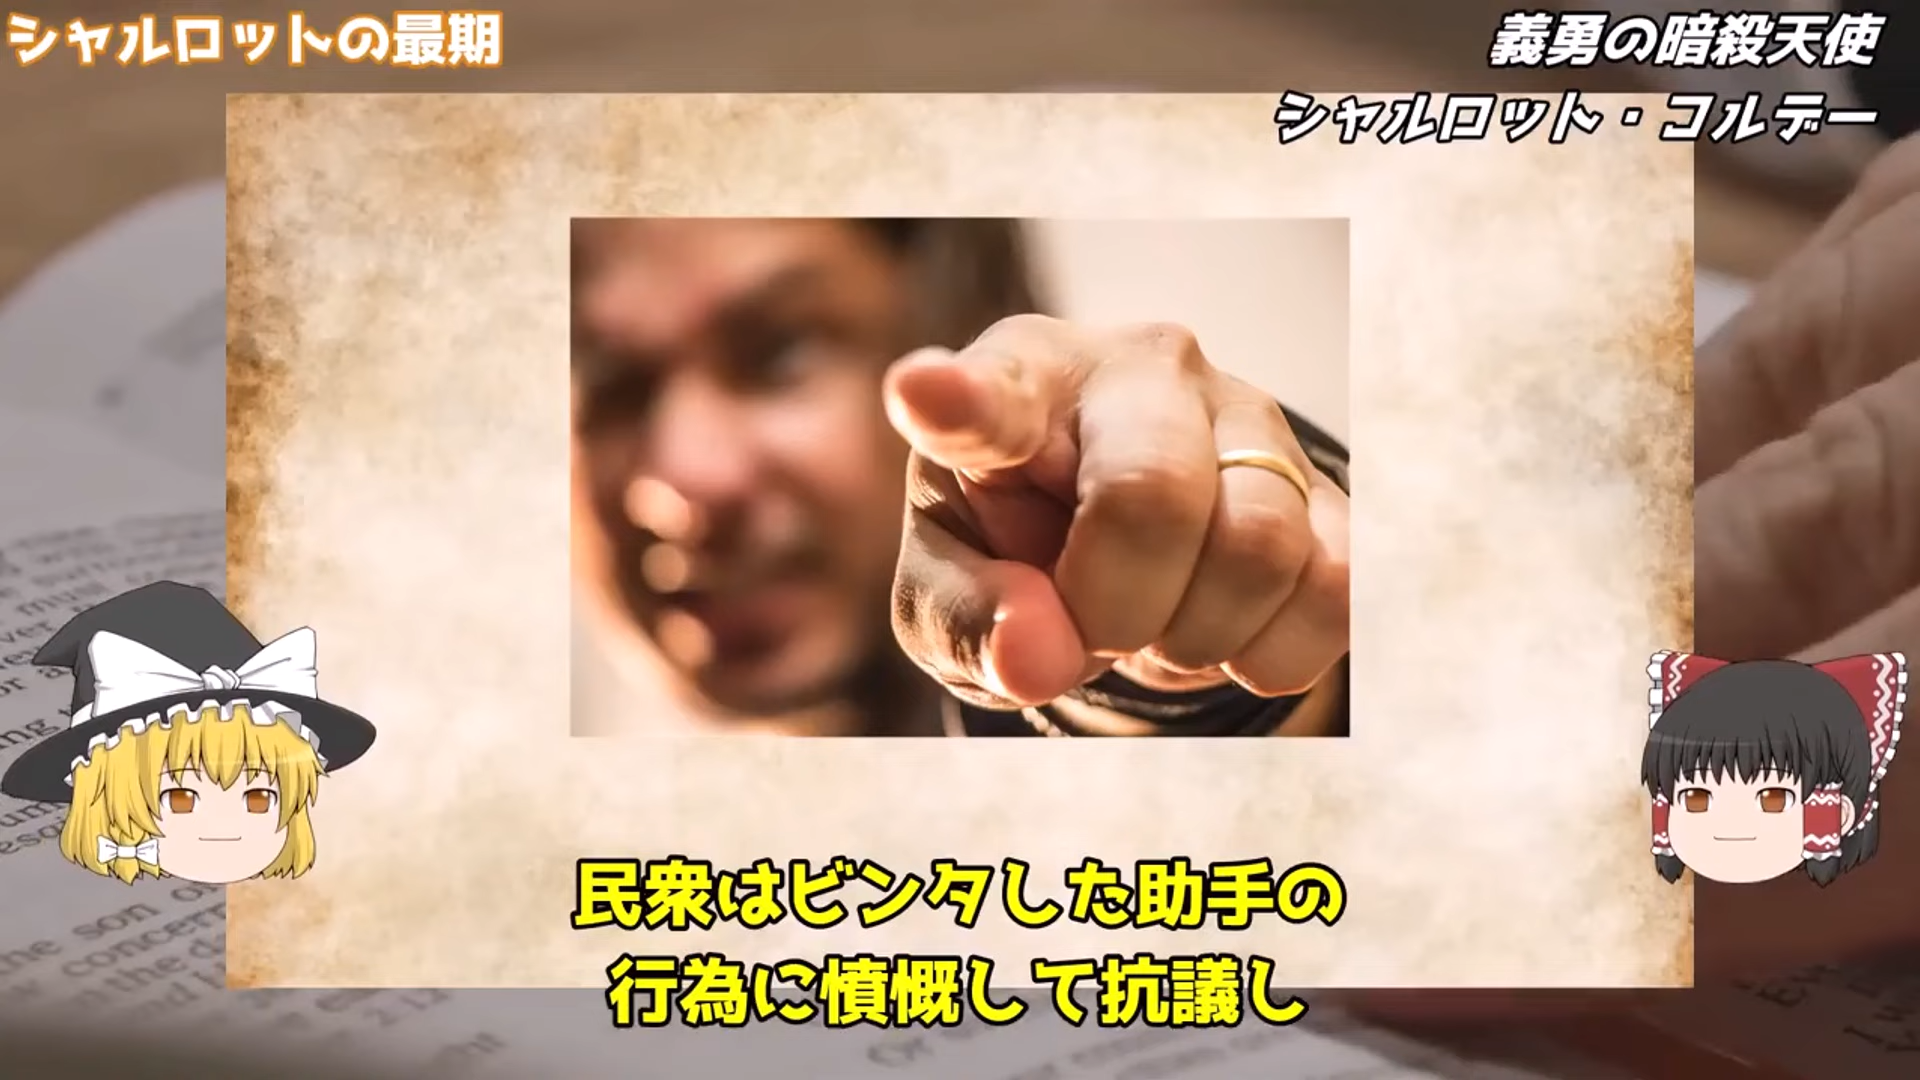 シャルロットの最期
義勇の暗殺天使
シャルロット・コルデー
民衆はビンタした助手の
行為に憤慨して抗議し